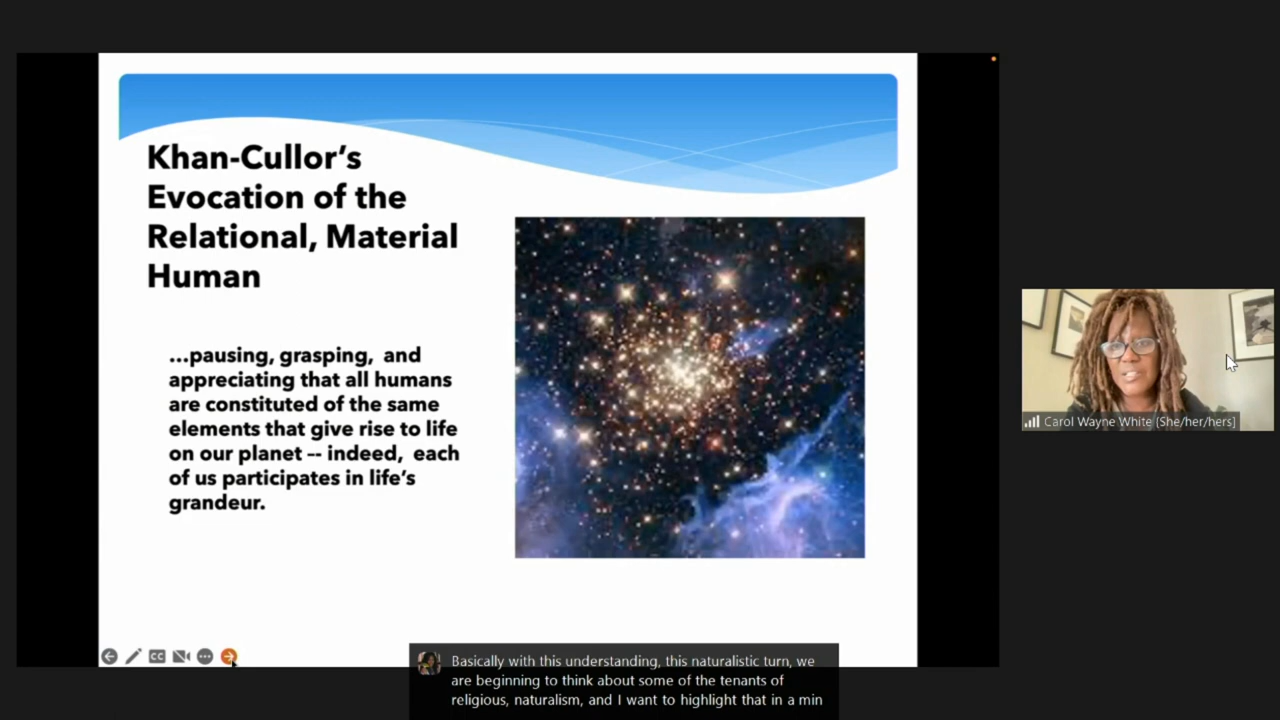 Khan-Cullor's
Evocation of the
Relational, Material
Human
...pausing, grasping, and
appreciating that all humans
are constituted of the same
elements that give rise to life
on our planet -- indeed, each
of us participates in life's
grandeur.
CC
Carol Wayne White (She/her/hers)
Basically with this understanding, this naturalistic turn, we
are beginning to think about some of the tenants of
religious, naturalism, and I want to highlight that in a min